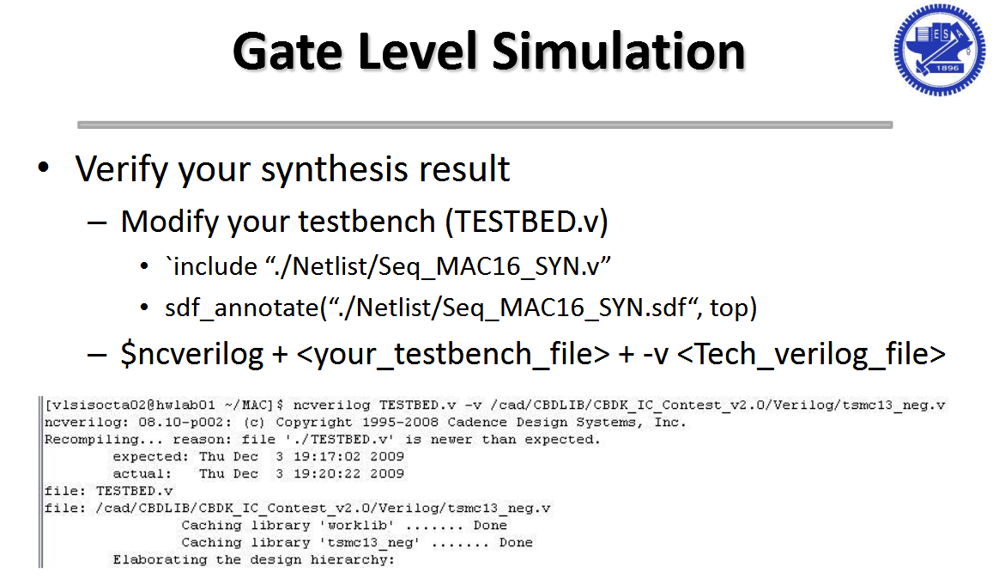 Gate Level Simulation
ESA
1896
• Verify your synthesis result
– Modify your testbench (TESTBED.v)
• `include “./Netlist/Seq_MAC16_SYN.v”
• sdf_annotate(“./Netlist/Seq_MAC16_SYN.sdf“, top)
– $ncverilog + <your_testbench_file> + -v <Tech_verilog_file>
[vlsisocta02@hwlab01 ~/MAC]$ ncverilog TESTBED.v -v /cad/CBDLIB/CBDK_IC_Contest_v2.0/Verilog/tsmc13_neg.v
ncverilog: 08.10-p002: (c) Copyright 1995-2008 Cadence Design Systems, Inc.
Recompiling... reason: file './TESTBED.v' is newer than expected.
expected: Thu Dec  3 19:17:02 2009
actual:   Thu Dec  3 19:20:22 2009
file: TESTBED.v
file: /cad/CBDLIB/CBDK_IC_Contest_v2.0/Verilog/tsmc13_neg.v
Caching library 'worklib' ....... Done
Caching library 'tsmc13_neg' ....... Done
Elaborating the design hierarchy: